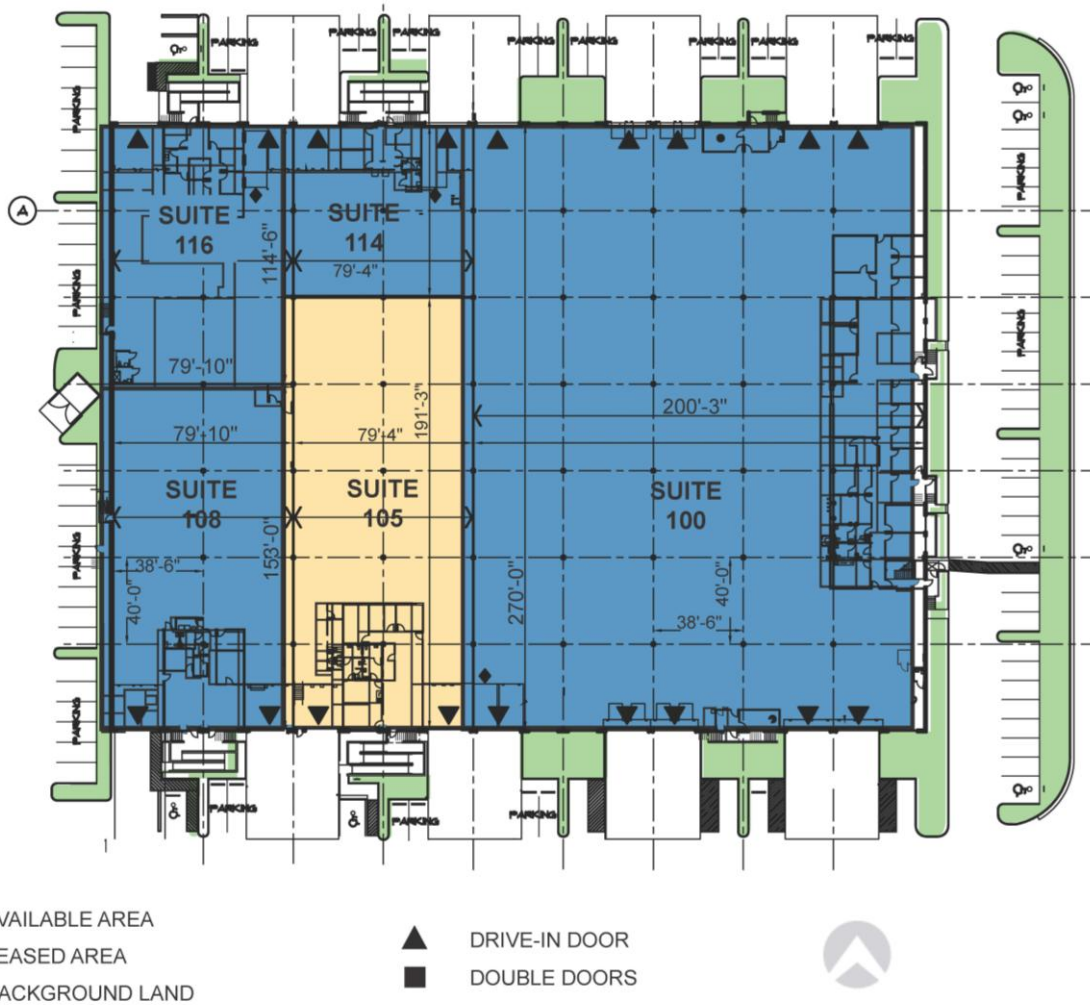 PARKING
PARKING PARKING
PARKING PARKING
PARKING
PARKING
PARKING
PARKING
A
SUITE
116
114'-6"
SUITE
114
79'-4"
PARKING
PARKING
PARKING
79'-10"
191'-3"
200'-3"
79'-10"
79'-4"
SUITE
108
SUITE
105
SUITE
100
153'-0"
270'-0"
38'-6"
40'-0"
40'-0"
38'-6"
PARKING
PARKING
PARKING
PARKING
PARKING
PARKING
PARKING
VAILABLE AREA
EASED AREA
ACKGROUND LAND
DRIVE-IN DOOR
DOUBLE DOORS